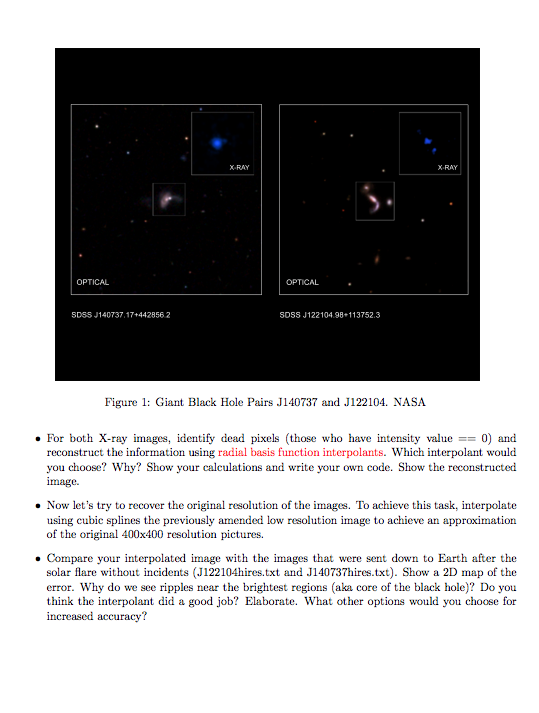 X-RAY
X-RAY
OPTICAL
OPTICAL
SDSS J140737.17+442856.2
SDSS J122104.98+113752.3
Figure 1: Giant Black Hole Pairs J140737 and J122104. NASA
• For both X-ray images, identify dead pixels (those who have intensity value == 0) and
reconstruct the information using radial basis function interpolants. Which interpolant would
you choose? Why? Show your calculations and write your own code. Show the reconstructed
image.
• Now let's try to recover the original resolution of the images. To achieve this task, interpolate
using cubic splines the previously amended low resolution image to achieve an approximation
of the original 400x400 resolution pictures.
• Compare your interpolated image with the images that were sent down to Earth after the
solar flare without incidents (J122104hires.txt and J140737hires.txt). Show a 2D map of the
error. Why do we see ripples near the brightest regions (aka core of the black hole)? Do you
think the interpolant did a good job? Elaborate. What other options would you choose for
increased accuracy?